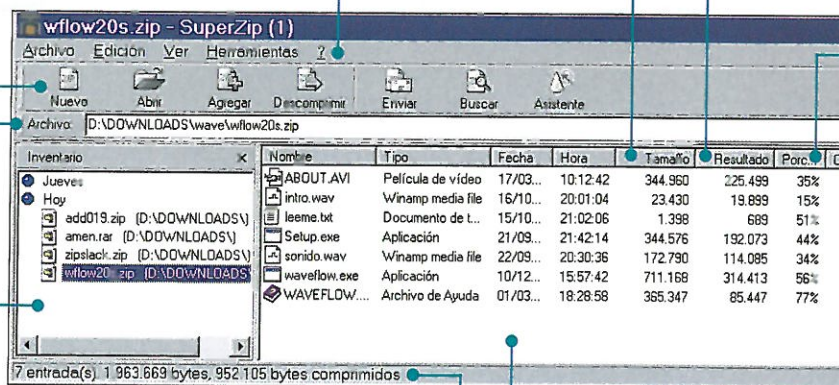 wflow20s.zip - SuperZip (1)
Archivo Edición Ver Herramientas ?
Nuevo Abrir Agregar Descomprimir Enviar Buscar Asistente
Archivo: D:\DOWNLOADS\wave\wflow20s.zip
Inventario × Nombre Tipo Fecha Hora Tamaño Resultado Porc...
Jueves
Hoy
add019.zip (D:\DOWNLOADS\)
amen.rar (D:\DOWNLOADS\)
zipslack.zip (D:\DOWNLOADS\)
wflow20s.zip (D:\DOWNLOADS\
ABOUT.AVI Película de vídeo 17/03... 10:12:42 344.960 225.499 35%
intro.wav Winamp media file 16/10... 20:01:04 23.430 19.899 15%
leeme.txt Documento de t... 15/10... 21:02:06 1.398 689 51%
Setup.exe Aplicación 21/09... 21:42:14 344.576 192.073 44%
sonido.wav Winamp media file 22/09... 20:30:36 172.790 114.085 34%
waveflow.exe Aplicación 10/12... 15:57:42 711.168 314.413 56%
WAVEFLOW.... Archivo de Ayuda 01/03... 18:28:58 365.347 85.447 77%
7 entrada(s). 1 963.669 bytes, 952 105 bytes comprimidos